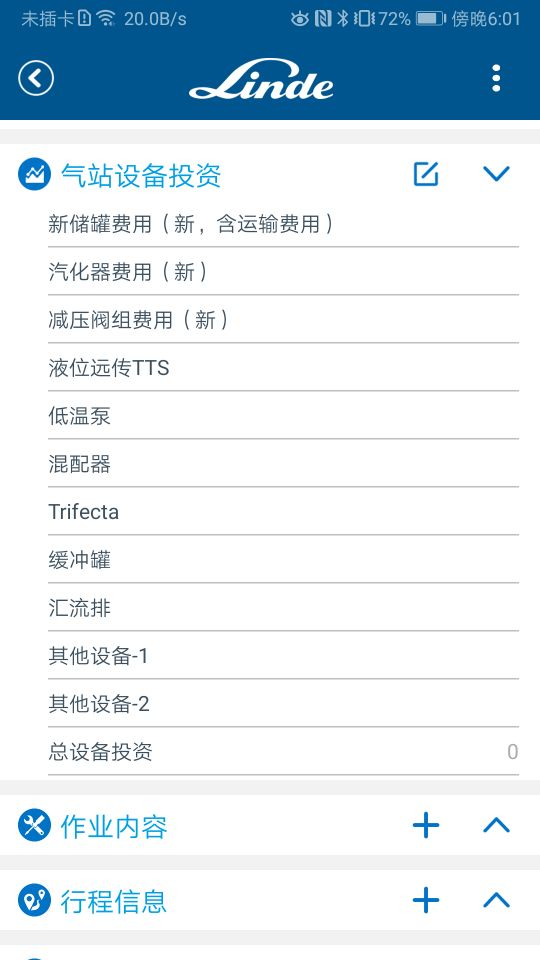 未插卡 20.0B/s 72% 傍晚6:01
Linde
气站设备投资
新储罐费用（新，含运输费用）
汽化器费用（新）
减压阀组费用（新）
液位远传TTS
低温泵
混配器
Trifecta
缓冲罐
汇流排
其他设备-1
其他设备-2
总设备投资 0
作业内容
行程信息